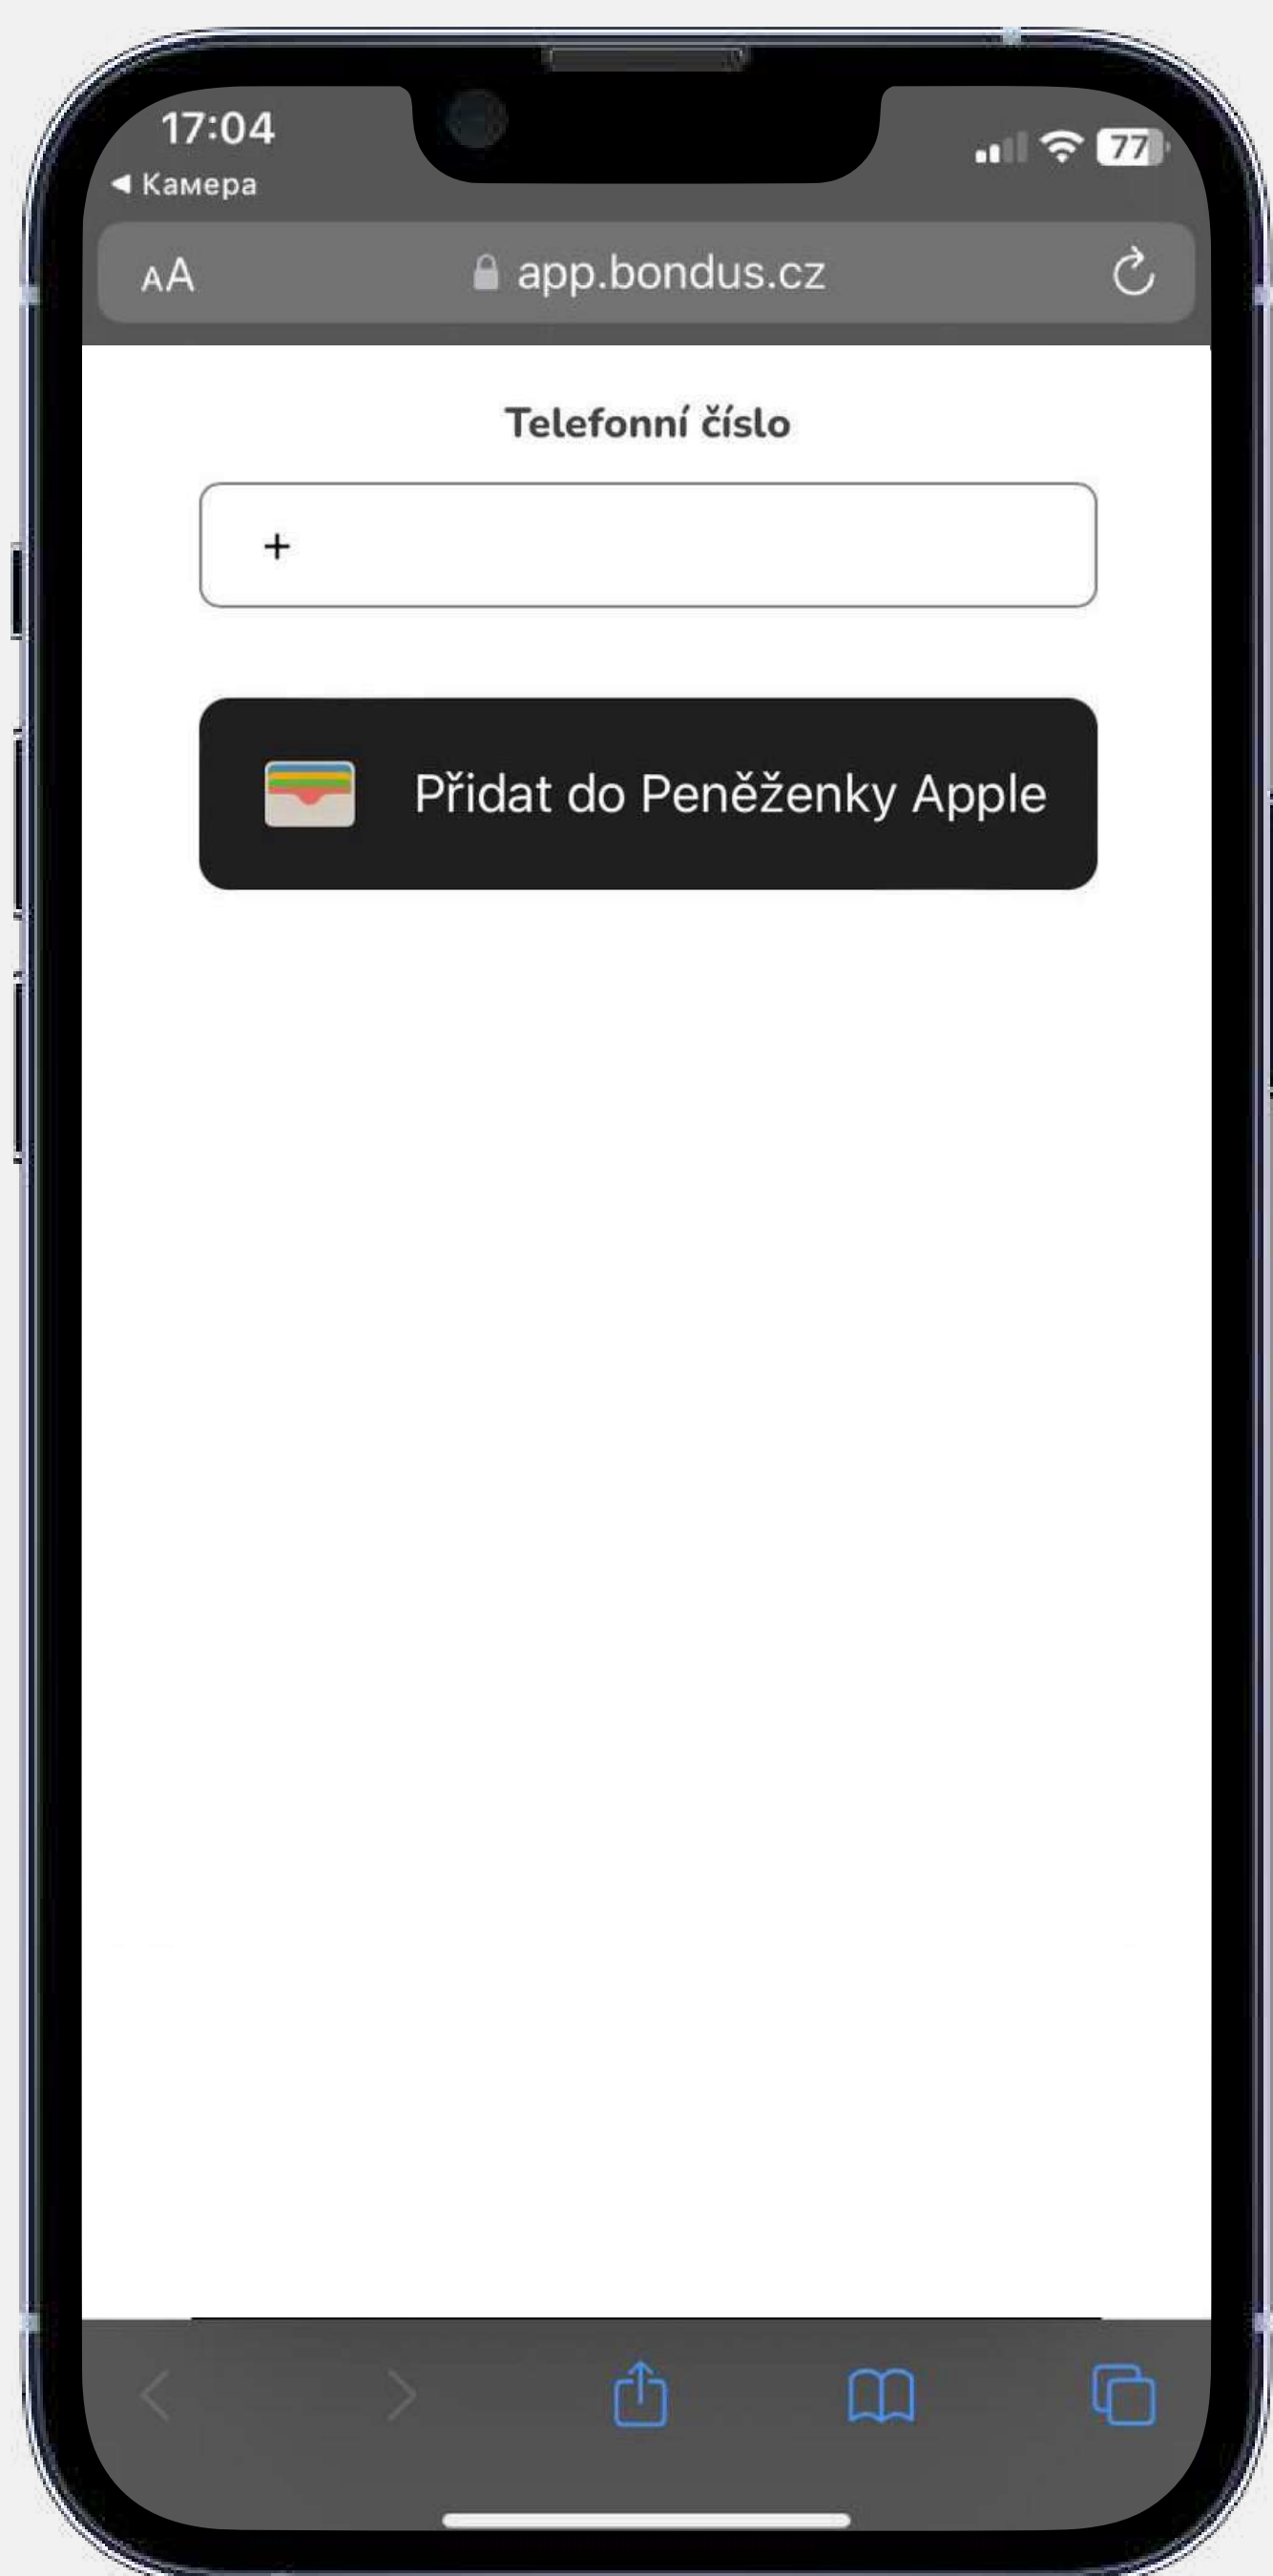 17:04
77
◀ Камера
AA
app.bondus.cz
Telefonní číslo
+
Přidat do Peněženky Apple